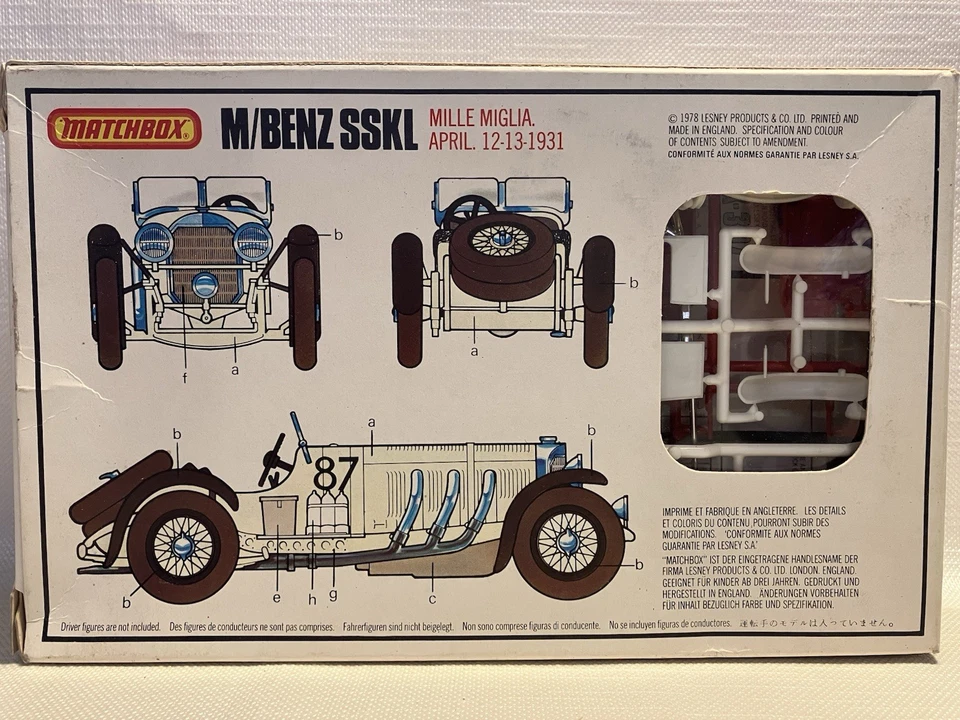 MATCHBOX®
M/BENZ SSKL
MILLE MIGLIA.
APRIL. 12-13-1931
© 1978 LESNEY PRODUCTS & CO. LTD. PRINTED AND
MADE IN ENGLAND. SPECIFICATION AND COLOUR
OF CONTENTS SUBJECT TO AMENDMENT.
CONFORMITÉ AUX NORMES GARANTIE PAR LESNEY S.A.
b
f
a
b
a
b
a
b
87
b
b
e
h
g
c
IMPRIME ET FABRIQUE EN ANGLETERRE. LES DETAILS
ET COLORIS DU CONTENU POURRONT SUBIR DES
MODIFICATIONS. 'CONFORMITE AUX NORMES
GUARANTIE PAR LESNEY S.A.'
"MATCHBOX" IST DER EINGETRAGENE HANDLESNAME DER
FIRMA LESNEY PRODUCTS & CO. LTD. LONDON. ENGLAND.
GEEIGNET FÜR KINDER AB DREI JAHREN. GEDRUCKT UND
HERGESTELLT IN ENGLAND. ÄNDERUNGEN VORBEHALTEN
FÜR INHALT BEZUGLICH FARBE UND SPEZIFIKATION.
Driver figures are not included. Des figures de conducteurs ne sont pas comprises. Fahrerfiguren sind nicht beigelegt. Non sono comprese figuras di conducente. No se incluyen figuras de conductores. 運転手のモデルは入っていません。